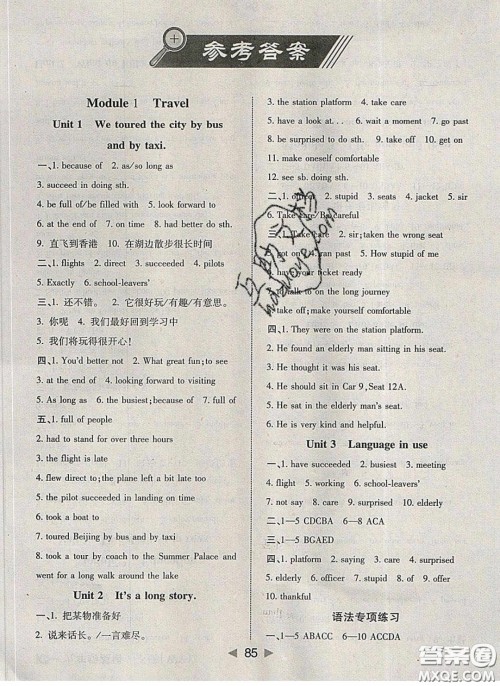 参考答案
Module 1 Travel
Unit 1 We toured the city by bus
and by taxi.
一、1. because of 2. as/so long as
3. succeed in doing sth.
4. be full of/be filled with 5. look forward to
6. at the end of 7. on time 8. had better do sth.
9. 直飞到香港 10. 在湖边散步很长时间
二、1. flights 2. direct 3. succeeded 4. pilot
5. Exactly 6. school-leavers'
三、1. 还不错。 2. 它很好玩/有趣/有意思。
3. 你呢 4. 我们最好回到学习中
5. 我们将玩得很开心!
四、1. You'd better not 2. What great fun;to see
3. at the end of 4. looking forward to visiting
5. As long as 6. the busiest;because of 7. full of
五、1. full of people
2. had to stand for over three hours
3. the flight is late
4. flew direct to;the plane left a bit late too
5. the pilot succeeded in landing on time
6. took a boat to
7. toured Beijing by bus and by taxi
8. took a tour by coach to the Summer Palace and
went for a long walk around the lake
Unit 2 It's a long story.
一、1. 把某物准备好
2. 说来话长。/一言难尽。
3. the station platform 4. take care
5. have a look at… 6. wait a moment 7. go past
8. be surprised to do sth. 9. take off 10. get on
11. make oneself comfortable
12. see sb. doing sth.
2. stupid 3. seats 4. jacket 5. sir
6. Take care/Be careful
三、1. Take care 2. sir;taken the wrong seat
ran past 5. How stupid of me
your ticket ready
talk to on the long journey
take off;make yourself comfortable
四、1. They were on the station platform.
2. He found an elderly man sitting in his seat.
3. He thought it was his seat.
4. He should sit in Car 9,Seat 12A.
5. He is very kind and helpful.
Unit 3 Language in use
一、1. succeeded 2. busiest 3. meeting
4. flight 5. working 6. school-leavers'
7. not say 8. care 9. surprised 10. elderly
二、1—5 CDCBA 6—8 ACA
三、1—5 BGAED
四、1. platform 2. saying 3. care 4. surprised
5. elderly 6. officer 7. stupid 8. of 9. off
10. thankful
语法专项练习
一、1—5 ABACC 6—10 ACCDA
85
答案圈
MXQE.COM